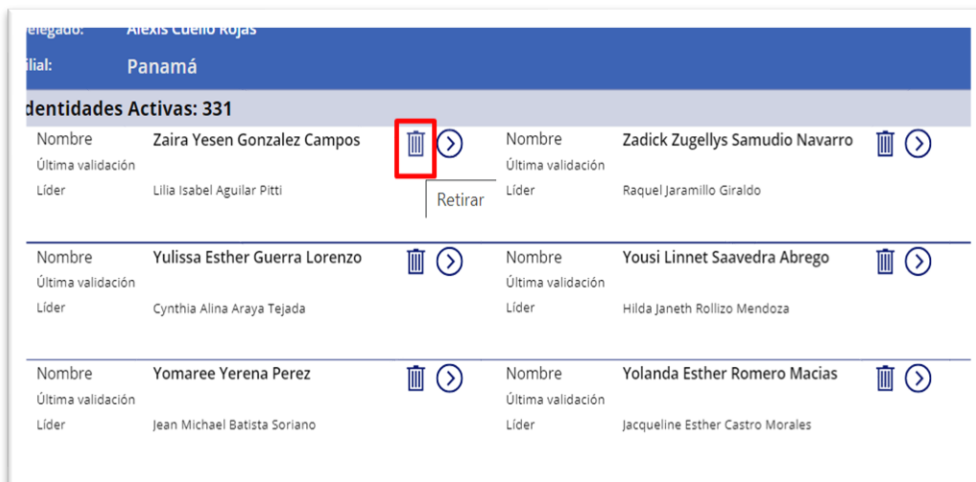 elegado: Alexis Cuello Rojas
ilial: Panamá
dentidades Activas: 331
Nombre Zaira Yesen Gonzalez Campos
Última validación
Líder Lilia Isabel Aguilar Pitti
Retirar
Nombre Zadick Zugellys Samudio Navarro
Última validación
Líder Raquel Jaramillo Giraldo
Nombre Yulissa Esther Guerra Lorenzo
Última validación
Líder Cynthia Alina Araya Tejada
Nombre Yousi Linnet Saavedra Abrego
Última validación
Líder Hilda Janeth Rollizo Mendoza
Nombre Yomaree Yerena Perez
Última validación
Líder Jean Michael Batista Soriano
Nombre Yolanda Esther Romero Macias
Última validación
Líder Jacqueline Esther Castro Morales